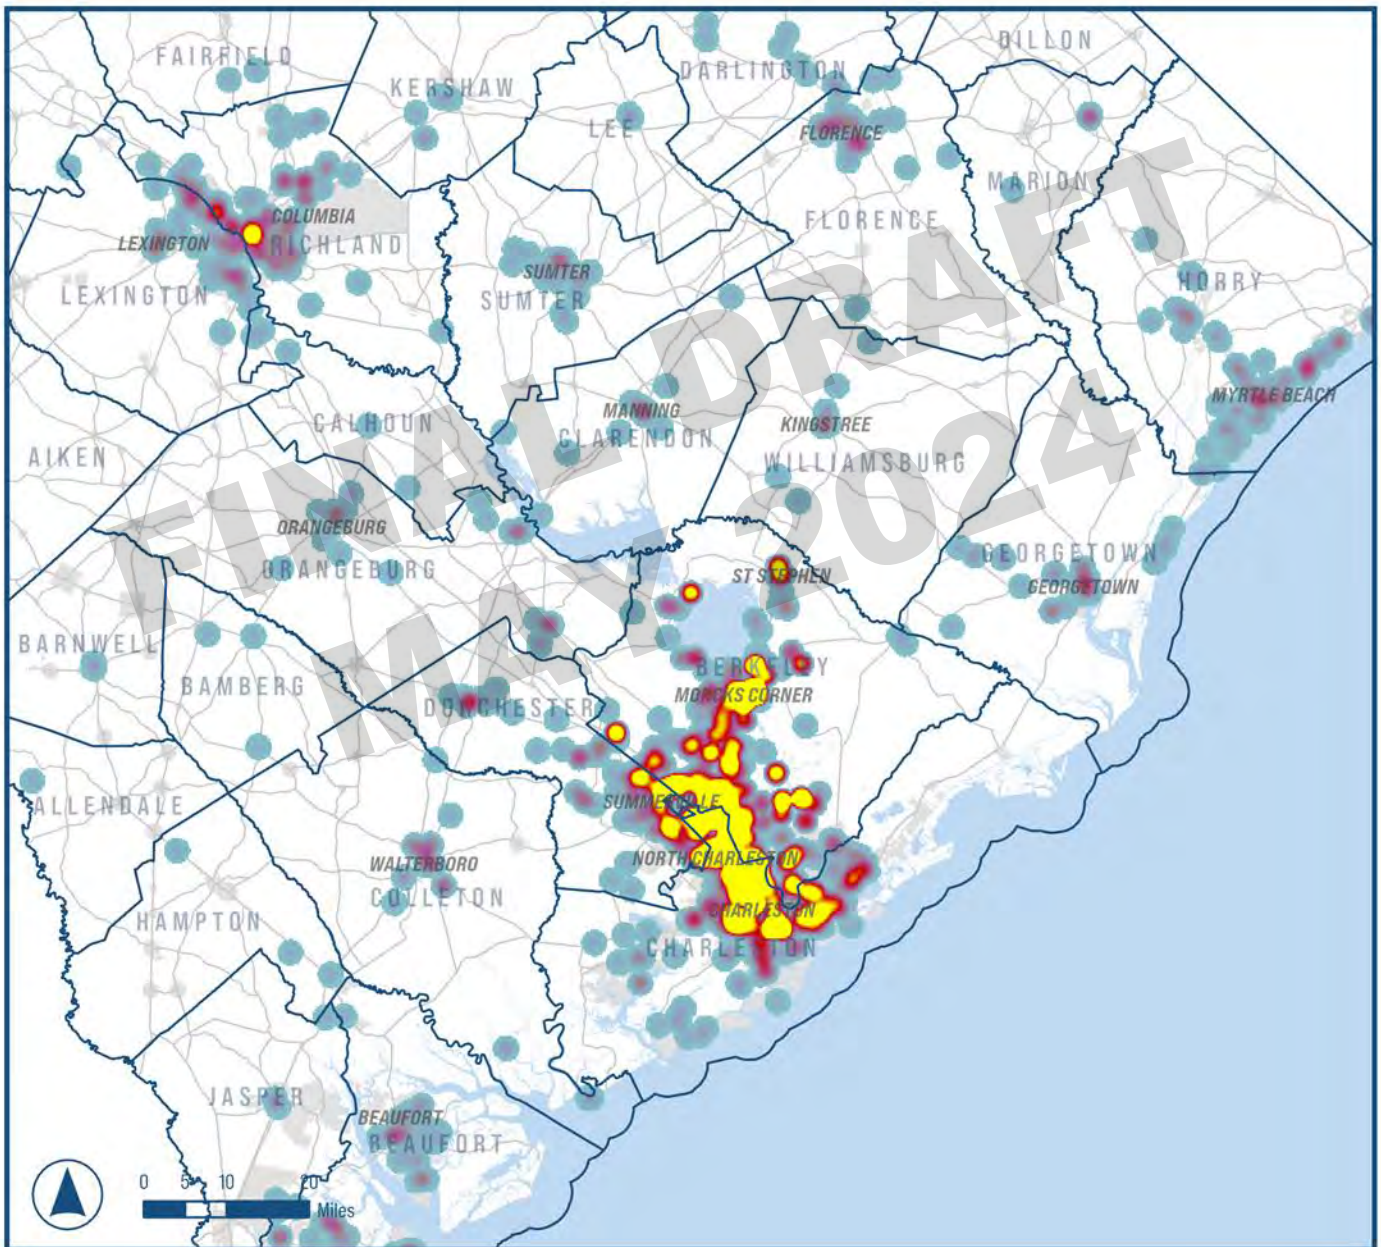 DILLON
FAIRFIELD
DARLINGTON
KERSHAW
LEE
FLORENCE
MARION
COLUMBIA
FLORENCE
LEXINGTON
RICHLAND
SUMTER
HORRY
LEXINGTON
SUMTER
MYRTLE BEACH
MANNING
CALHOUN
KINGSTREE
CLARENDON
AIKEN
WILLIAMSBURG
ORANGEBURG
GEORGETOWN
ORANGEBURG
ST STEPHEN
GEORGETOWN
BARNWELL
BERKELEY
BAMBERG
MONCKS CORNER
DORCHESTER
SUMMERVILLE
ALLENDALE
NORTH CHARLESTON
WALTERBORO
COLLETON
CHARLESTON
HAMPTON
CHARLESTON
JASPER
BEAUFORT
BEAUFORT
0 5 10 20
Miles
FINAL DRAFT
MAY 2024